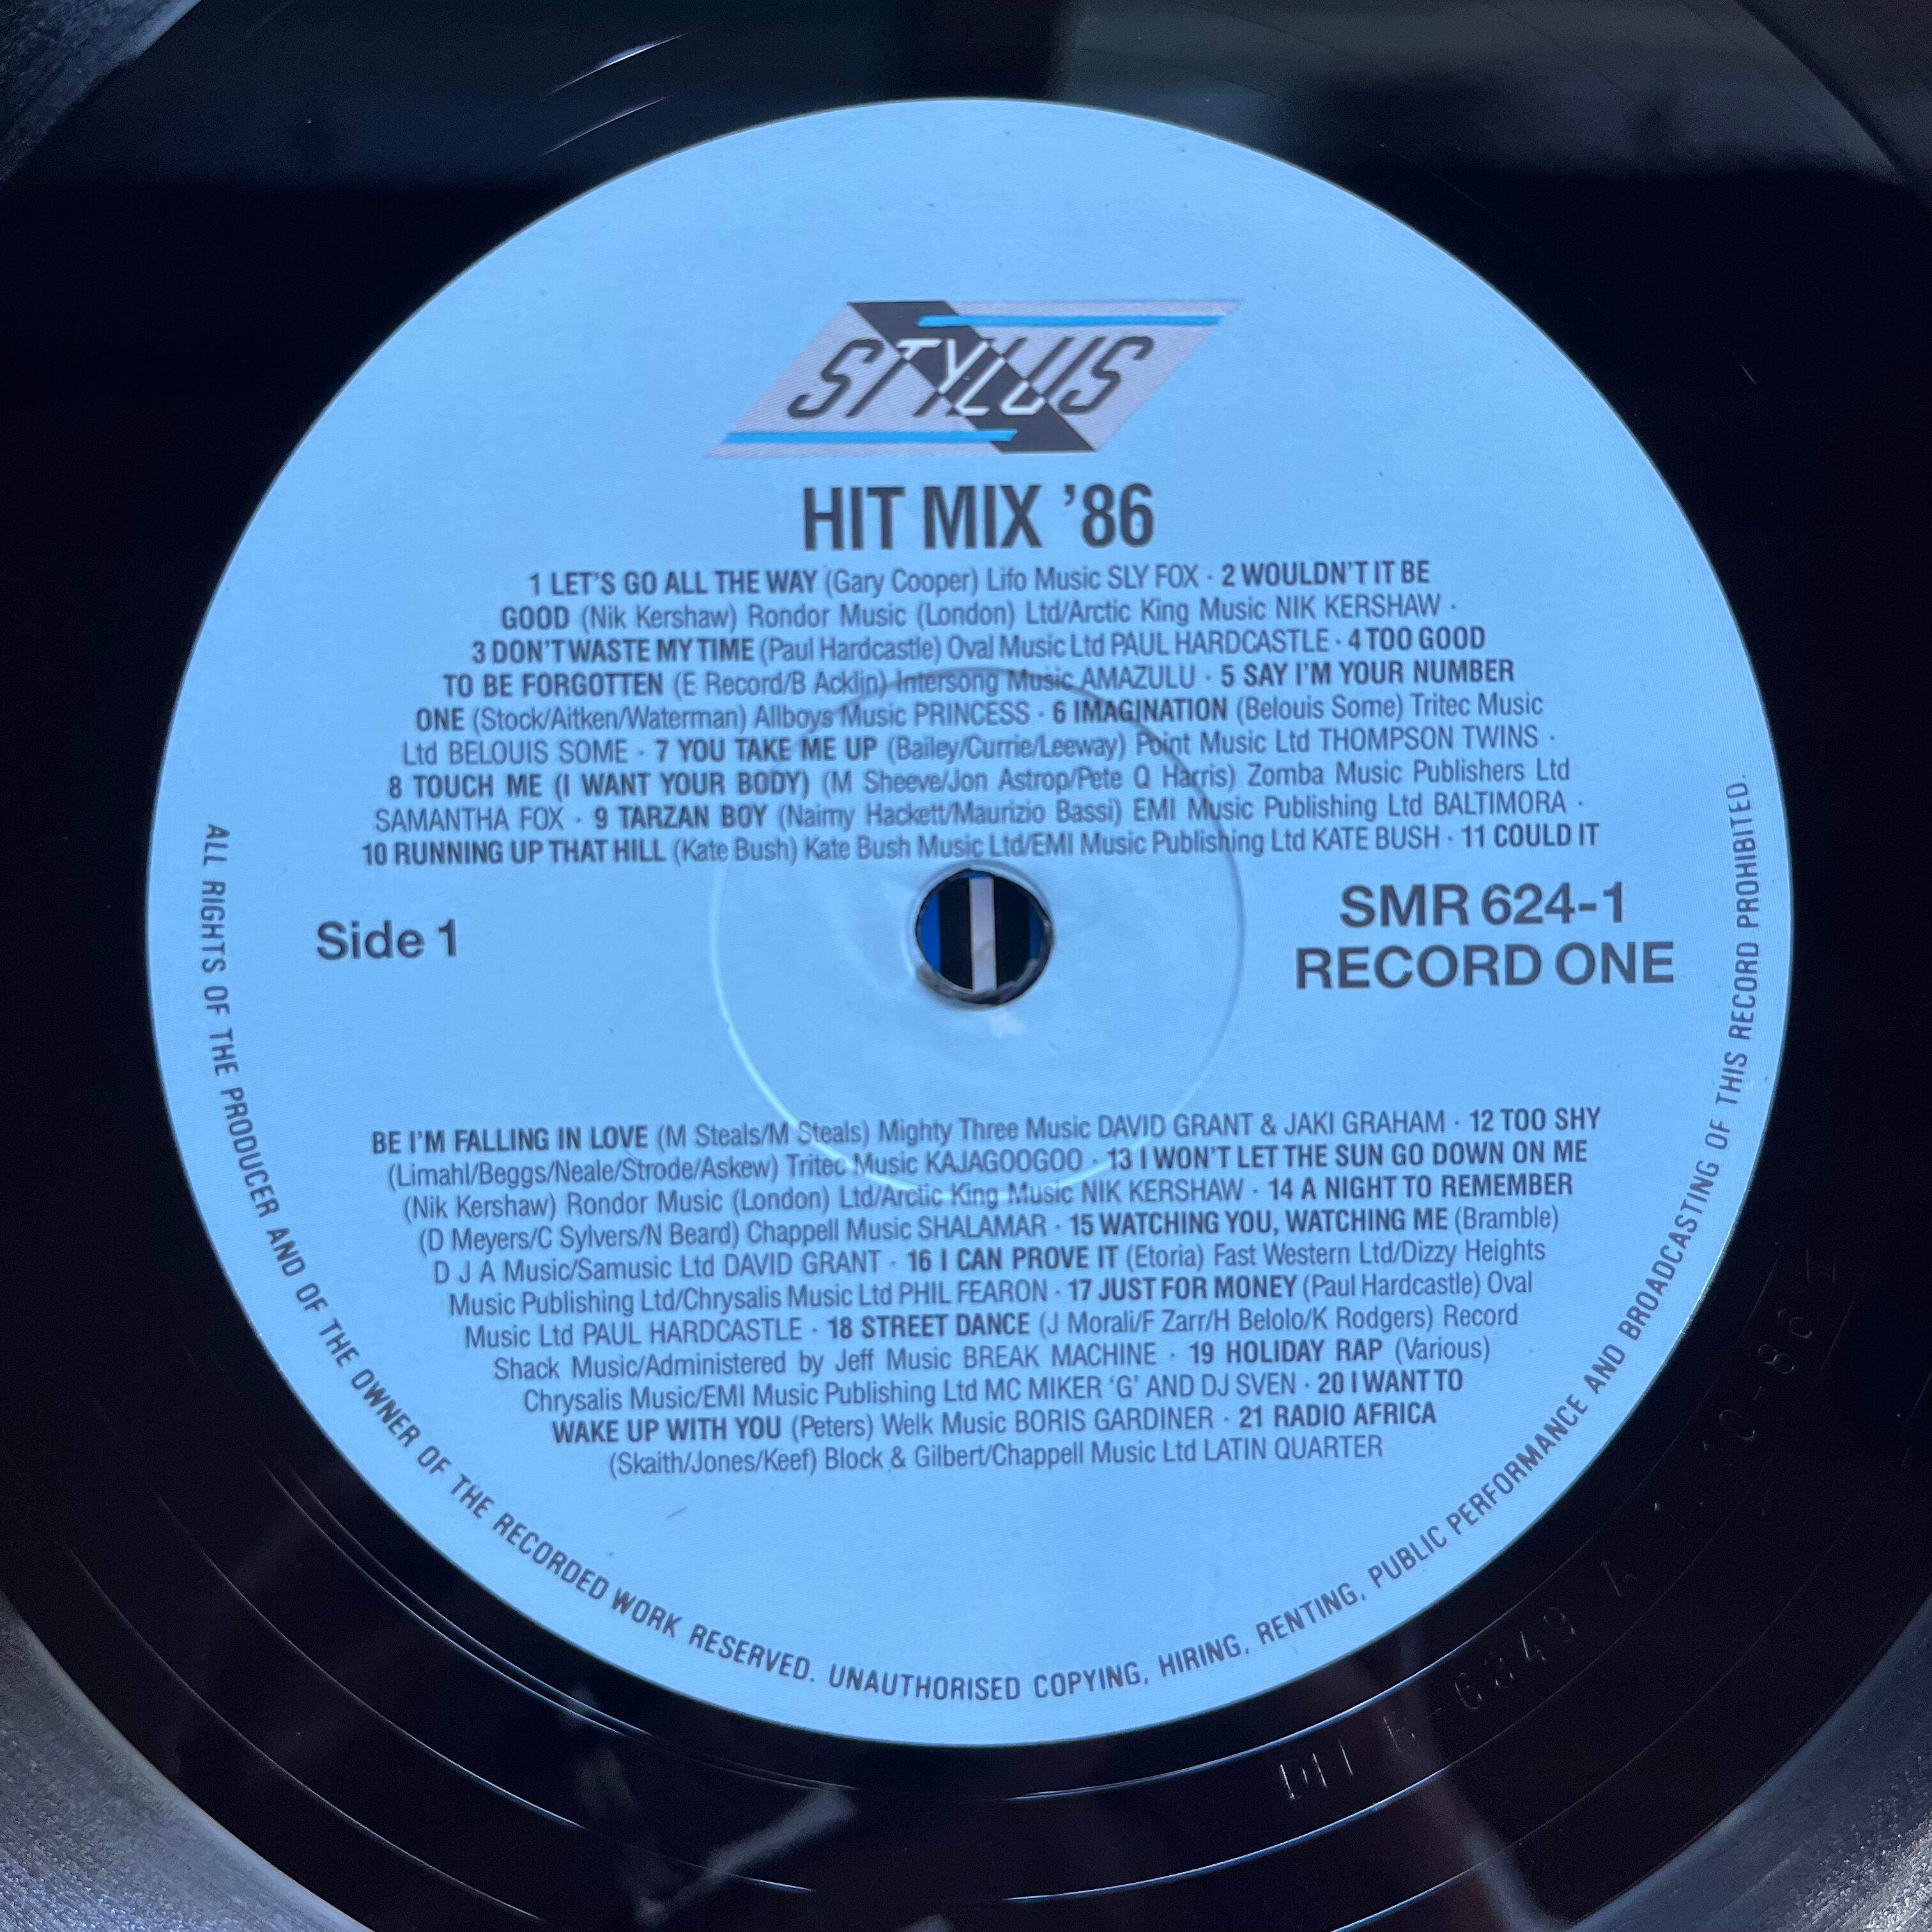 STYLUS
HIT MIX '86
1 LET'S GO ALL THE WAY (Gary Cooper) Lifo Music SLY FOX · 2 WOULDN'T IT BE
GOOD (Nik Kershaw) Rondor Music (London) Ltd/Arctic King Music NIK KERSHAW ·
3 DON'T WASTE MY TIME (Paul Hardcastle) Oval Music Ltd PAUL HARDCASTLE · 4 TOO GOOD
TO BE FORGOTTEN (E Record/B Acklin) Intersong Music AMAZULU · 5 SAY I'M YOUR NUMBER
ONE (Stock/Aitken/Waterman) Allboys Music PRINCESS · 6 IMAGINATION (Belouis Some) Tritec Music
Ltd BELOUIS SOME · 7 YOU TAKE ME UP (Bailey/Currie/Leeway) Point Music Ltd THOMPSON TWINS ·
8 TOUCH ME (I WANT YOUR BODY) (M Sheeve/Jon Astrop/Pete Q Harris) Zomba Music Publishers Ltd
SAMANTHA FOX · 9 TARZAN BOY (Naimy Hackett/Maurizio Bassi) EMI Music Publishing Ltd BALTIMORA ·
10 RUNNING UP THAT HILL (Kate Bush) Kate Bush Music Ltd/EMI Music Publishing Ltd KATE BUSH · 11 COULD IT
Side 1
SMR 624-1
RECORD ONE
BE I'M FALLING IN LOVE (M Steals/M Steals) Mighty Three Music DAVID GRANT & JAKI GRAHAM · 12 TOO SHY
(Limahl/Beggs/Neale/Strode/Askew) Tritec Music KAJAGOOGOO · 13 I WON'T LET THE SUN GO DOWN ON ME
(Nik Kershaw) Rondor Music (London) Ltd/Arctic King Music NIK KERSHAW · 14 A NIGHT TO REMEMBER
(D Meyers/C Sylvers/N Beard) Chappell Music SHALAMAR · 15 WATCHING YOU, WATCHING ME (Bramble)
D J A Music/Samusic Ltd DAVID GRANT · 16 I CAN PROVE IT (Etoria) Fast Western Ltd/Dizzy Heights
Music Publishing Ltd/Chrysalis Music Ltd PHIL FEARON · 17 JUST FOR MONEY (Paul Hardcastle) Oval
Music Ltd PAUL HARDCASTLE · 18 STREET DANCE (J Morali/F Zarr/H Belolo/K Rodgers) Record
Shack Music/Administered by Jeff Music BREAK MACHINE · 19 HOLIDAY RAP (Various)
Chrysalis Music/EMI Music Publishing Ltd MC MIKER 'G' AND DJ SVEN · 20 I WANT TO
WAKE UP WITH YOU (Peters) Welk Music BORIS GARDINER · 21 RADIO AFRICA
(Skaith/Jones/Keef) Block & Gilbert/Chappell Music Ltd LATIN QUARTER
ALL RIGHTS OF THE PRODUCER AND OF THE OWNER OF THE RECORDED WORK RESERVED. UNAUTHORISED COPYING, HIRING, RENTING, PUBLIC PERFORMANCE AND BROADCASTING OF THIS RECORD PROHIBITED.